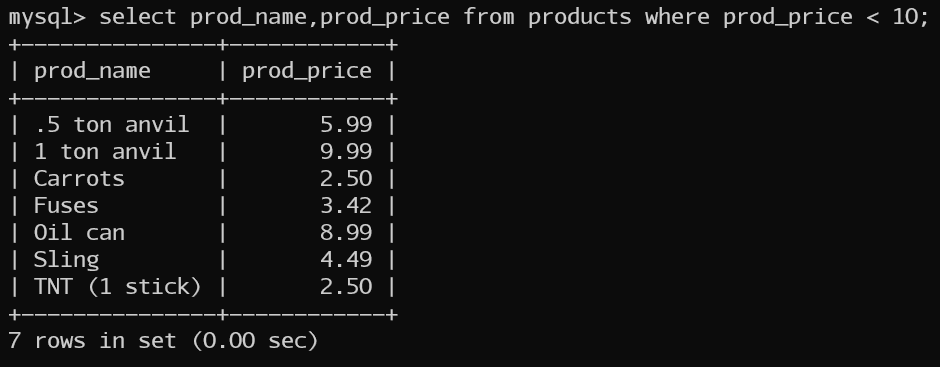 mysql> select prod_name,prod_price from products where prod_price < 10;
+---------------+------------+
| prod_name     | prod_price |
+---------------+------------+
| .5 ton anvil  |       5.99 |
| 1 ton anvil   |       9.99 |
| Carrots       |       2.50 |
| Fuses         |       3.42 |
| Oil can       |       8.99 |
| Sling         |       4.49 |
| TNT (1 stick) |       2.50 |
+---------------+------------+
7 rows in set (0.00 sec)